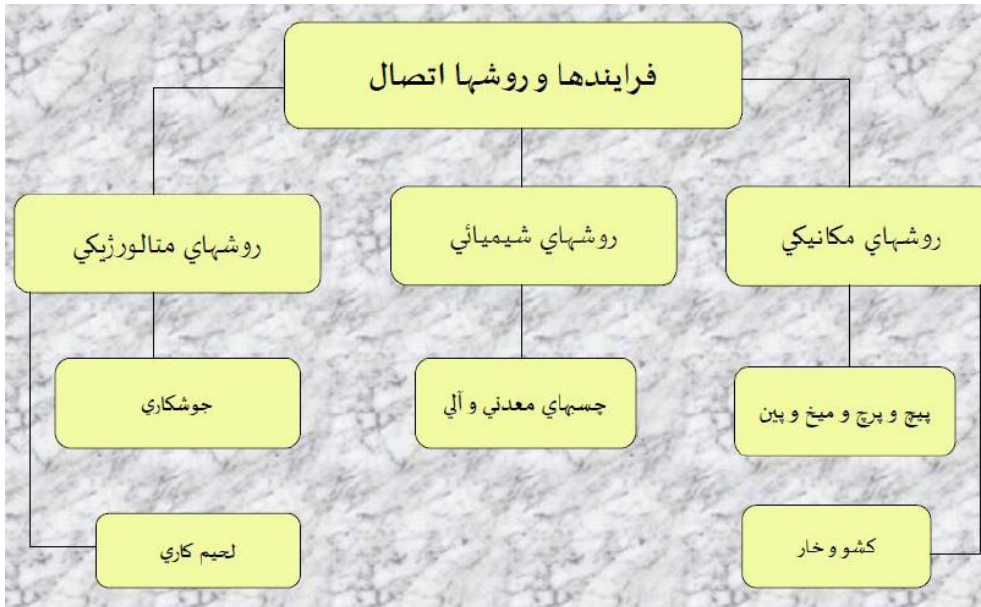 فرايندها و روشها اتصال
روشهاي مكانيكي
روشهاي شيميائي
روشهاي متالورژيكي
پيچ و پرچ و ميخ و پين
چسبهاي معدني و آلي
جوشكاري
كشو و خار
لحيم كاري